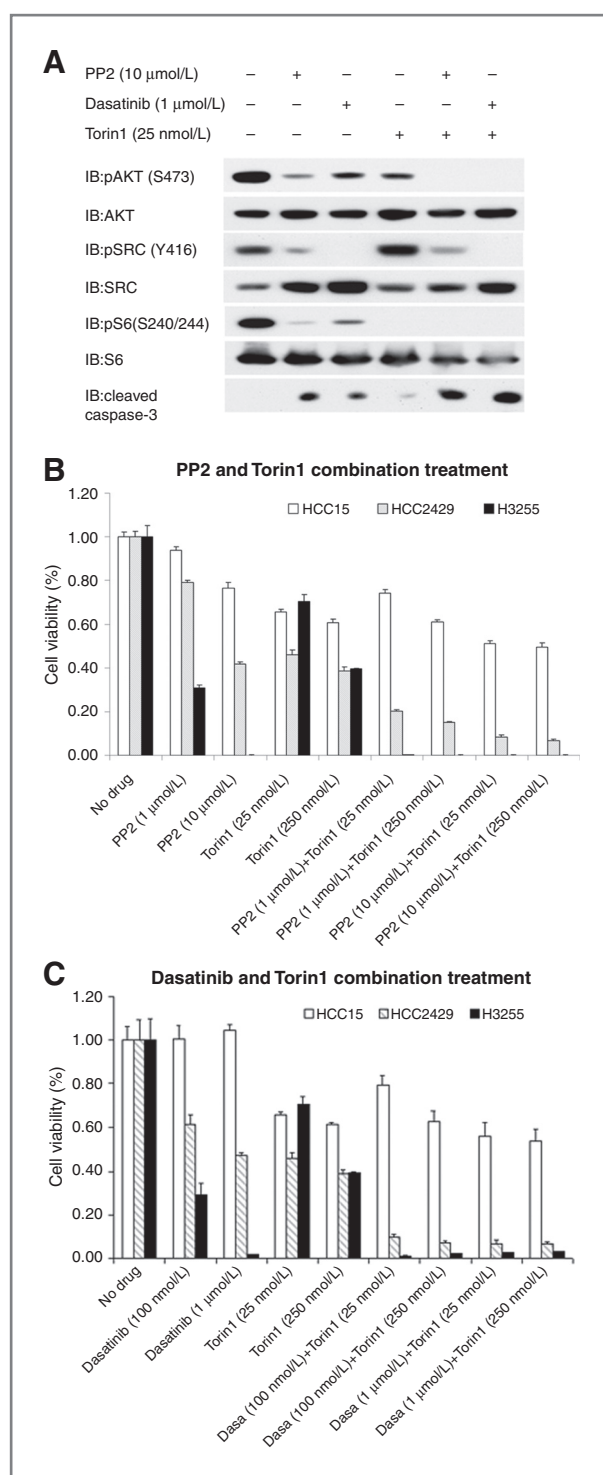 A
PP2 (10 μmol/L) – + – – + –
Dasatinib (1 μmol/L) – – + – – +
Torin1 (25 nmol/L) – – – + + +
IB:pAKT (S473)
IB:AKT
IB:pSRC (Y416)
IB:SRC
IB:pS6(S240/244)
IB:S6
IB:cleaved
caspase-3
B
PP2 and Torin1 combination treatment
HCC15 HCC2429 H3255
Cell viability (%)
1.20
1.00
0.80
0.60
0.40
0.20
0.00
No drug
PP2 (1 μmol/L)
PP2 (10 μmol/L)
Torin1 (25 nmol/L)
Torin1 (250 nmol/L)
PP2 (1 μmol/L)+Torin1 (25 nmol/L)
PP2 (1 μmol/L)+Torin1 (250 nmol/L)
PP2 (10 μmol/L)+Torin1 (25 nmol/L)
PP2 (10 μmol/L)+Torin1 (250 nmol/L)
C
Dasatinib and Torin1 combination treatment
HCC15 HCC2429 H3255
Cell viability (%)
1.20
1.00
0.80
0.60
0.40
0.20
0.00
No drug
Dasatinib (100 nmol/L)
Dasatinib (1 μmol/L)
Torin1 (25 nmol/L)
Torin1 (250 nmol/L)
Dasa (100 nmol/L)+Torin1 (25 nmol/L)
Dasa (100 nmol/L)+Torin1 (250 nmol/L)
Dasa (1 μmol/L)+Torin1 (25 nmol/L)
Dasa (1 μmol/L)+Torin1 (250 nmol/L)